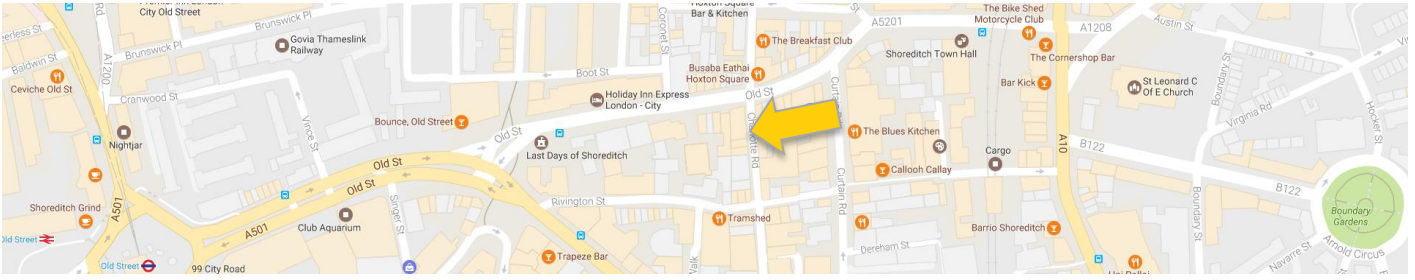 City Old Street
Rd
Brunswick Pl
Brunswick Pl
Baldwin St
Ceviche Old St
A1200
Cranwood St
Nightjar
Govia Thameslink
Railway
Vince St
Bounce, Old Street
Boot St
Coronet St
Holiday Inn Express
London - City
Last Days of Shoreditch
Old St
Old St
Old St
Old St
Hoxton Square
Bar & Kitchen
The Breakfast Club
Busaba Eathai
Hoxton Square
A5201
Shoreditch Town Hall
The Bike Shed
Motorcycle Club
A1208
Austin St
The Cornershop Bar
Bar Kick
St Leonard C
Of E Church
Boundary St
Virginia Rd
Hocker St
The Blues Kitchen
Callooh Callay
Cargo
A10
B122
B122
Curtain Rd
Rivington St
Tramshed
Barrio Shoreditch
Dereham St
Boundary St
Boundary
Gardens
Arnold Circus
Navarre St
Shoreditch Grind
A501
A501
Old Street
99 City Road
Club Aquarium
Singer St
Trapeze Bar
Walk